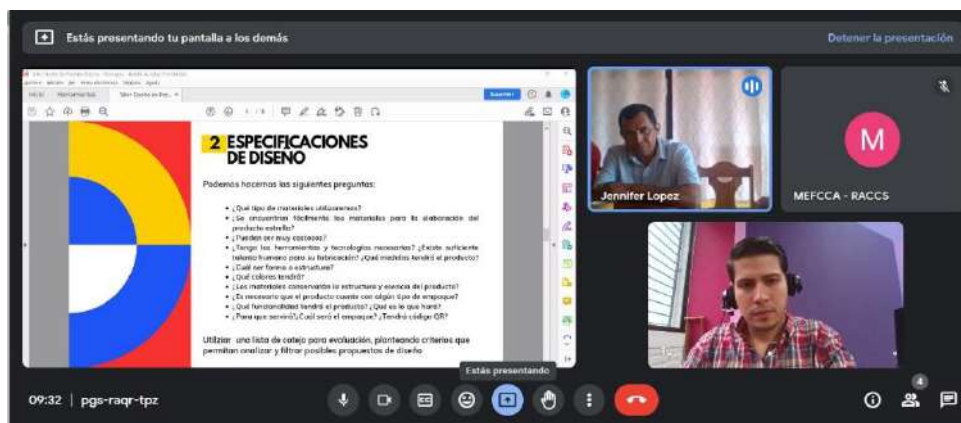 Estás presentando tu pantalla a los demás
Detener la presentación
2 ESPECIFICACIONES
DE DISEÑO
Podemos hacernos las siguientes preguntas:
• ¿Qué tipo de materiales utilizaremos?
• ¿Se encuentran fácilmente los materiales para la elaboración del
producto estrella?
• ¿Pueden ser muy costosos?
• ¿Tengo las herramientas y tecnologías necesarias? ¿Existe suficiente
talento humano para su fabricación? ¿Qué medidas tendrá el producto?
• ¿Cuál ser forma o estructura?
• ¿Qué colores tendrá?
• ¿Los materiales conservarán la estructura y esencia del producto?
• ¿Es necesario que el producto cuente con algún tipo de empaque?
• ¿Qué funcionalidad tendrá el producto? ¿Qué es lo que hará?
• ¿Para que servirá? ¿Cuál será el empaque? ¿Tendrá código QR?
Utilizar una lista de cotejo para evaluación, planteando criterios que
permitan analizar y filtrar posibles propuestas de diseño
Jennifer Lopez
M
MEFCCA - RACCS
Estás presentando
09:32 | pgs-raqr-tpz
4